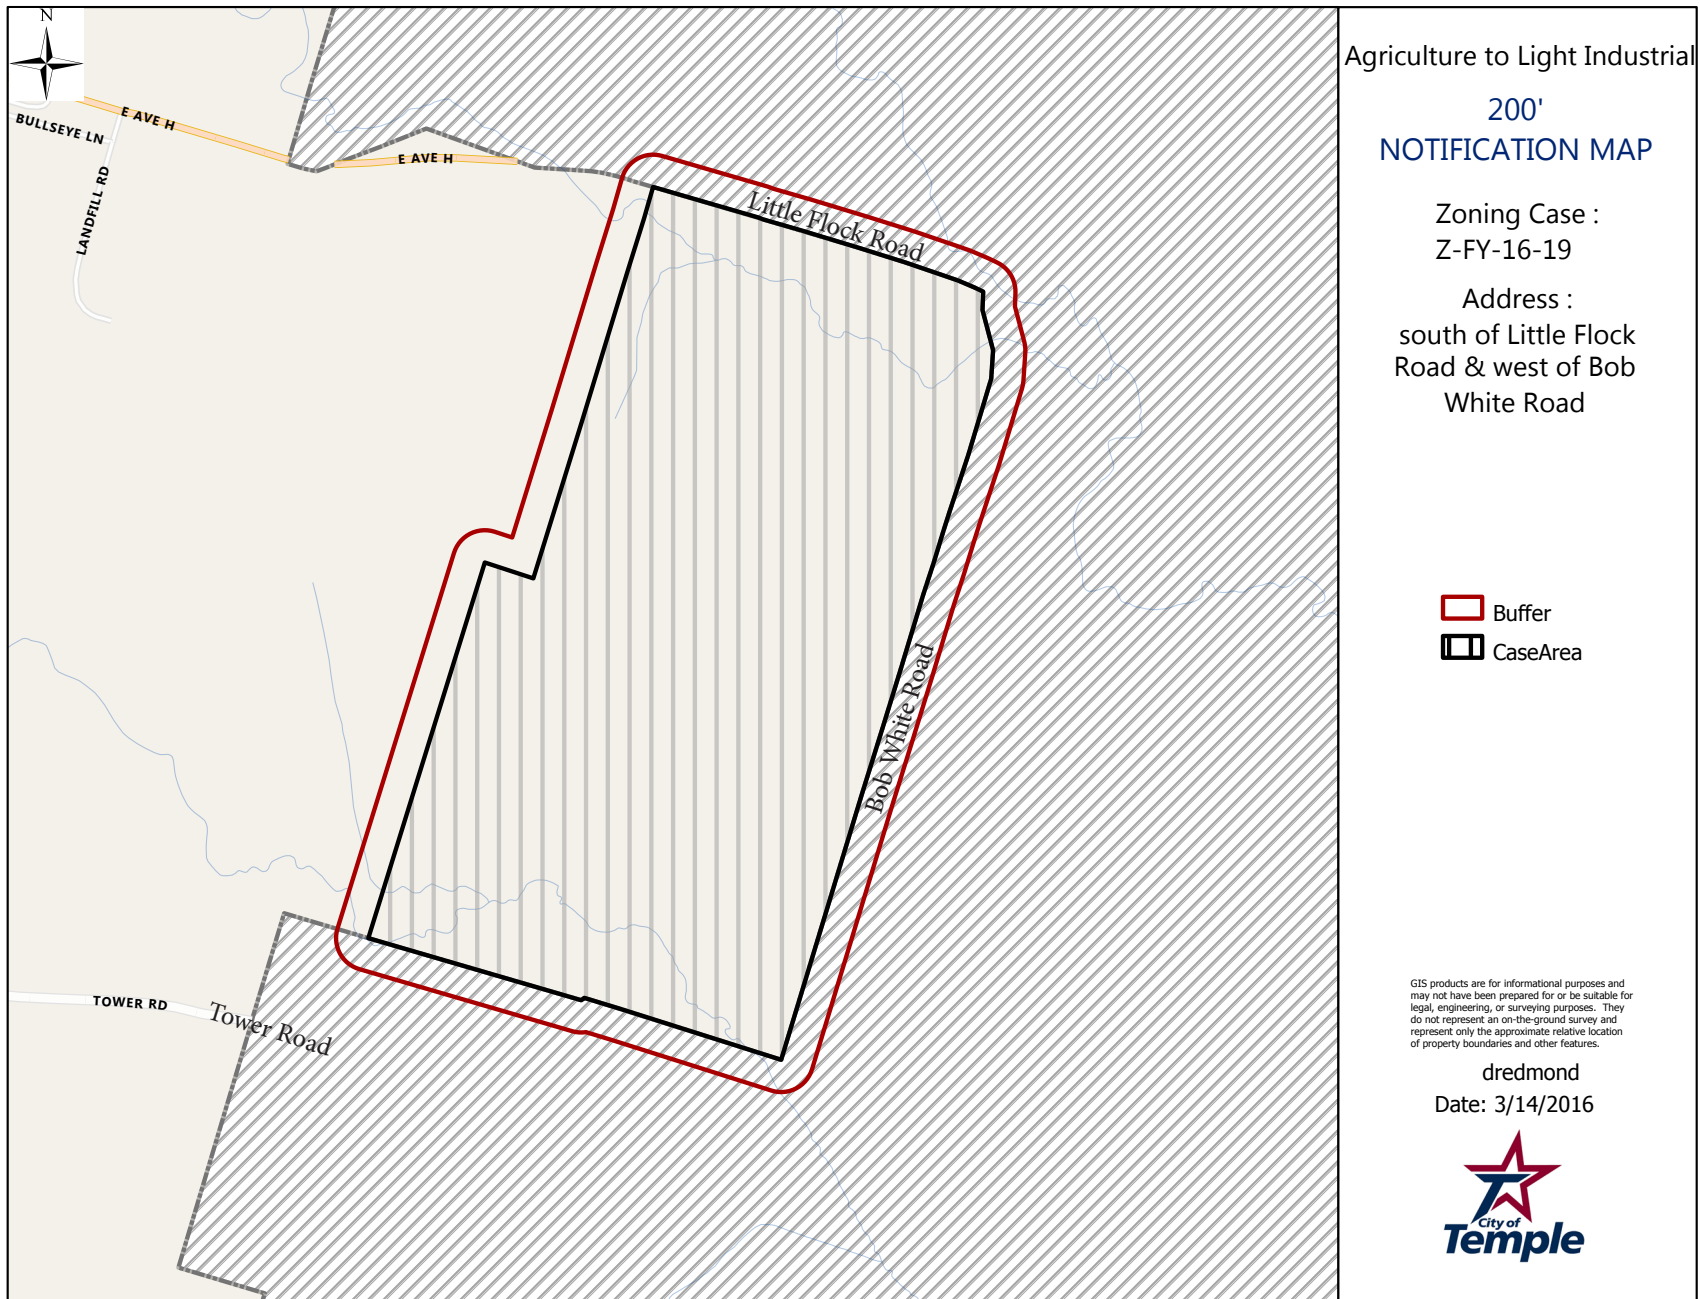 N
BULLSEYE LN
E AVE H
E AVE H
LANDFILL RD
Little Flock Road
Bob White Road
TOWER RD
Tower Road
Agriculture to Light Industrial
200'
NOTIFICATION MAP
Zoning Case :
Z-FY-16-19
Address :
south of Little Flock
Road & west of Bob
White Road
Buffer
CaseArea
GIS products are for informational purposes and
may not have been prepared for or be suitable for
legal, engineering, or surveying purposes. They
do not represent an on-the-ground survey and
represent only the approximate relative location
of property boundaries and other features.
dredmond
Date: 3/14/2016
City of
Temple